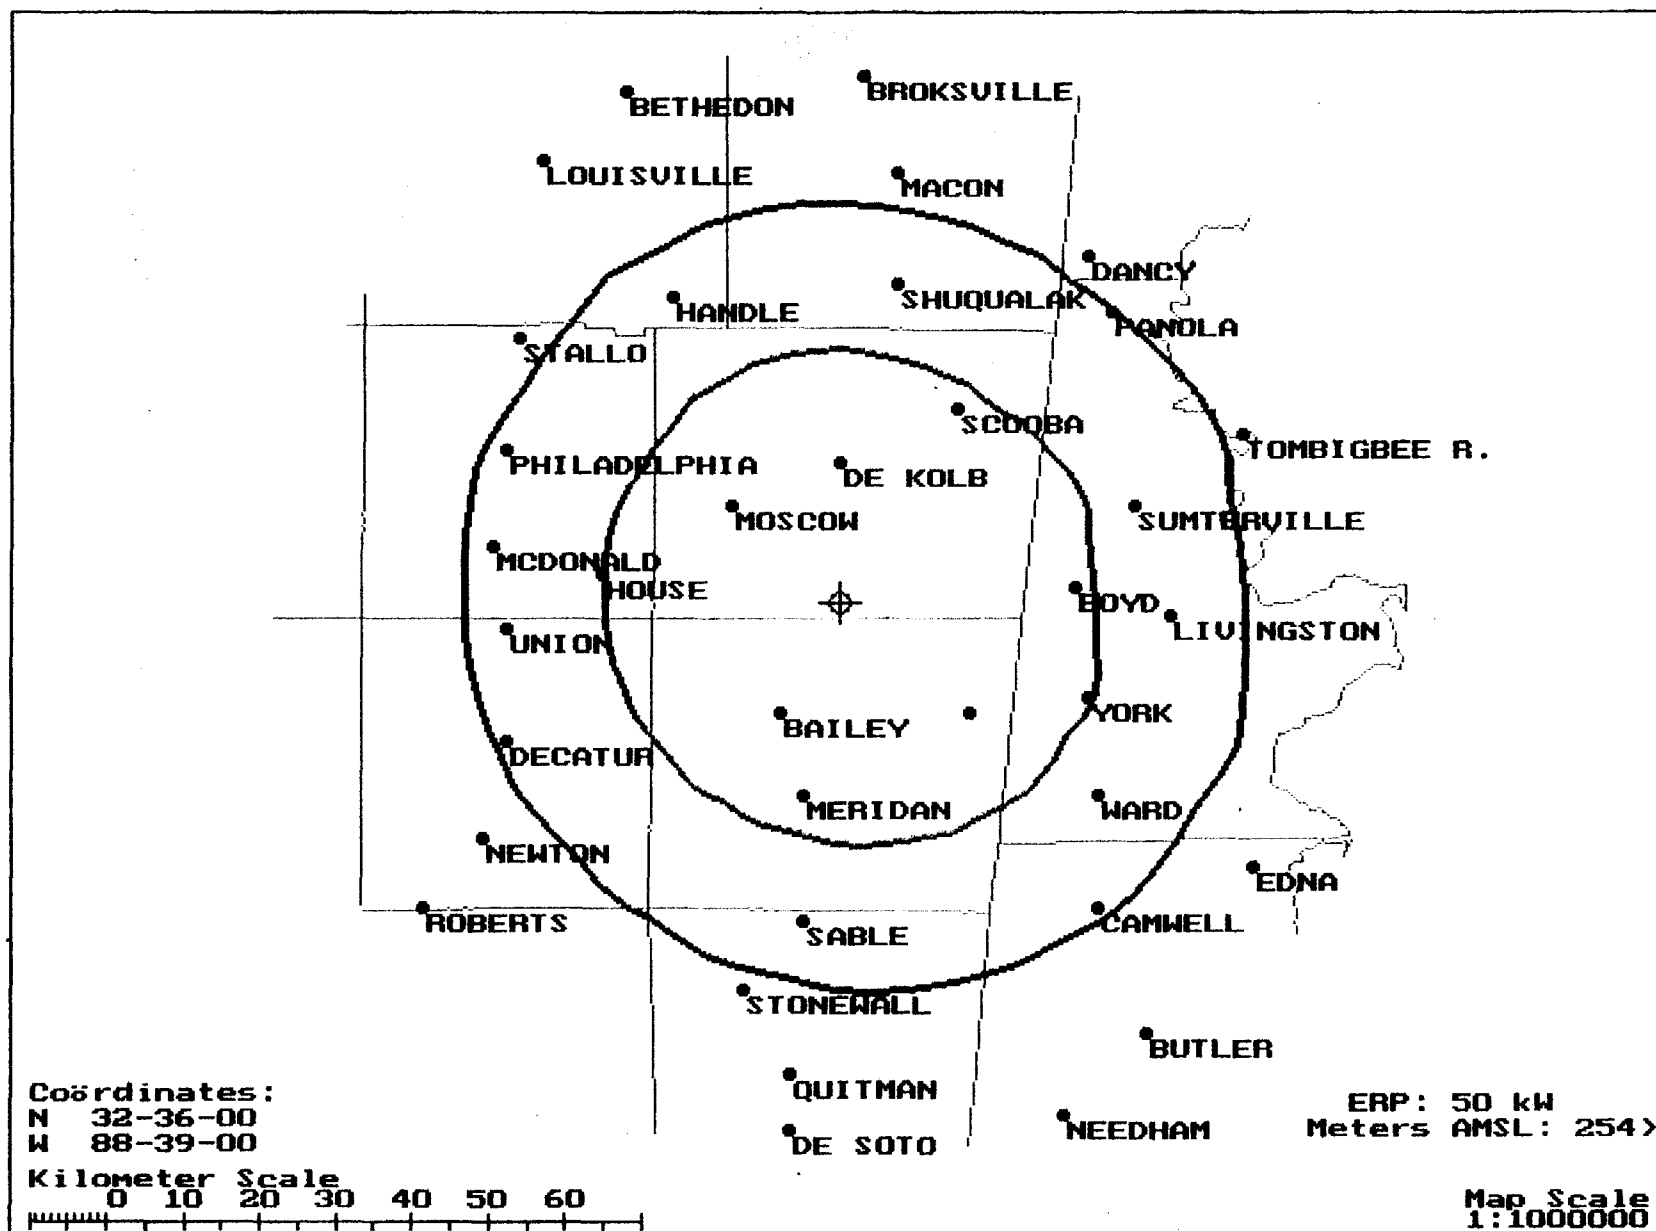 BROKSVILLE
BETHEDON
LOUISVILLE
MACON
DANCY
SHUQUALAK
HANDLE
PANOLA
STALLO
SCOOBA
TOMBIGBEE R.
PHILADELPHIA
DE KOLB
MOSCOW
SUMTERVILLE
MCDONALD
HOUSE
BOYD
LIVINGSTON
UNION
YORK
BAILEY
DECATUR
MERIDAN
WARD
NEWTON
EDNA
ROBERTS
SABLE
CAMWELL
STONEWALL
BUTLER
QUITMAN
NEEDHAM
DE SOTO
Coördinates:
N 32-36-00
W 88-39-00
ERP: 50 kW
Meters AMSL: 254>
Kilometer Scale
0 10 20 30 40 50 60
Map Scale
1:1000000